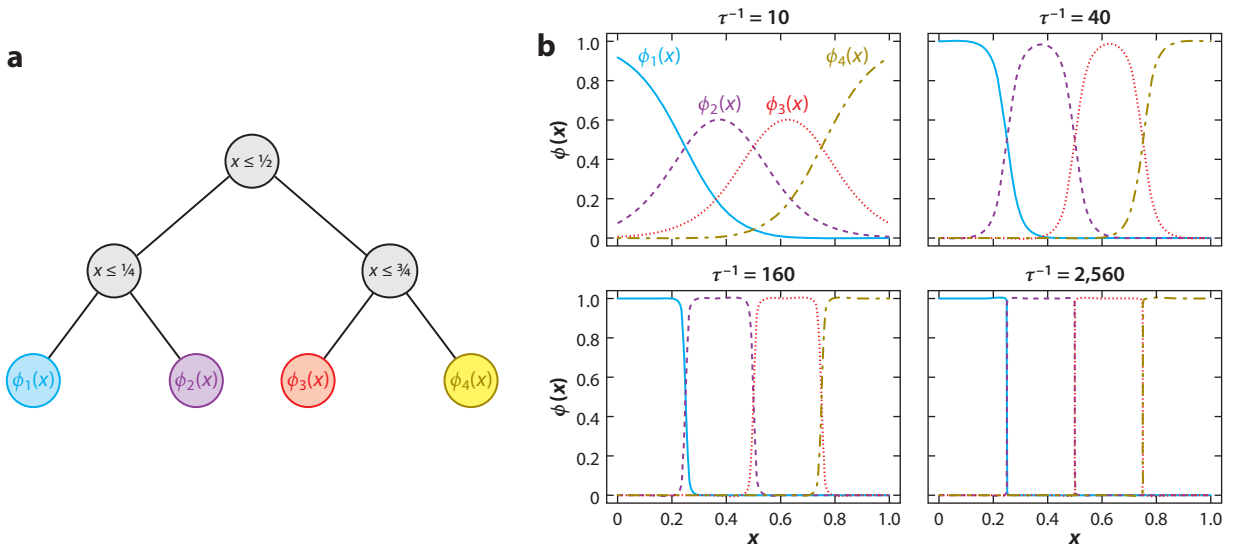 a
x ≤ ½
x ≤ ¼
x ≤ ¾
ϕ1(x)
ϕ2(x)
ϕ3(x)
ϕ4(x)
b
τ−1 = 10
τ−1 = 40
1.0
0.8
0.6
0.4
0.2
0
ϕ(x)
ϕ1(x)
ϕ2(x)
ϕ3(x)
ϕ4(x)
τ−1 = 160
τ−1 = 2,560
1.0
0.8
0.6
0.4
0.2
0
ϕ(x)
0 0.2 0.4 0.6 0.8 1.0
0 0.2 0.4 0.6 0.8 1.0
x
x